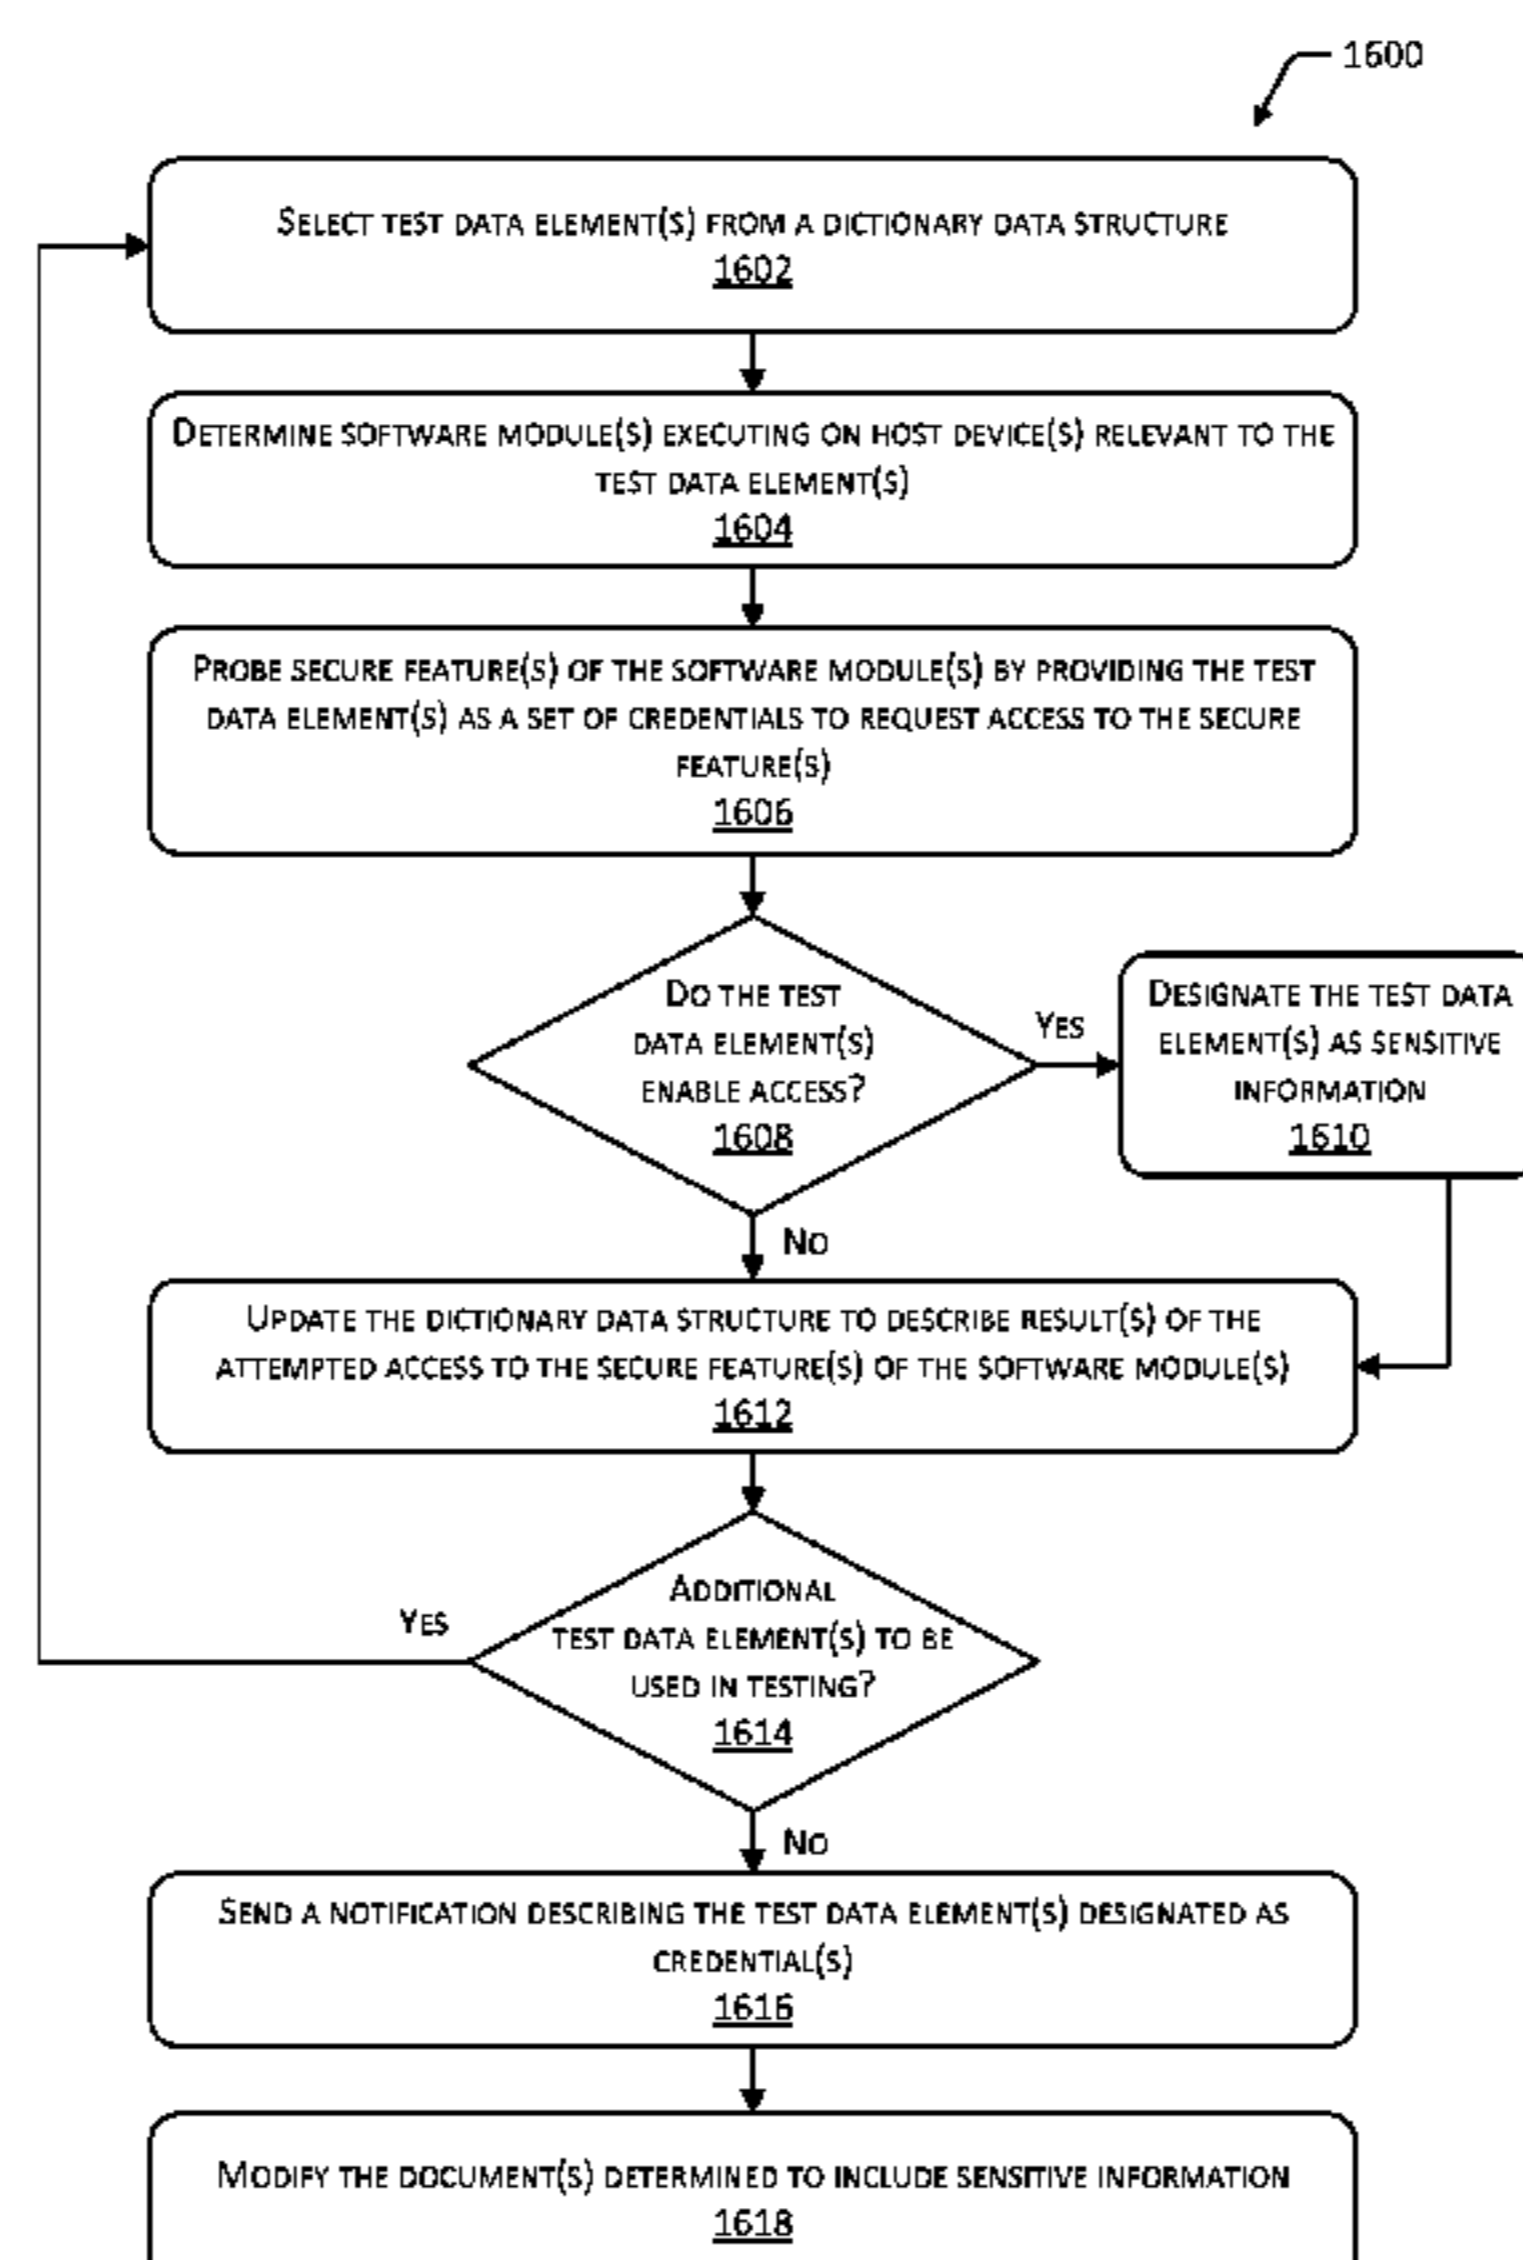 1600
Select test data element(s) from a dictionary data structure
1602
Determine software module(s) executing on host device(s) relevant to the
test data element(s)
1604
Probe secure feature(s) of the software module(s) by providing the test
data element(s) as a set of credentials to request access to the secure
feature(s)
1606
Do the test
data element(s)
enable access?
1608
Yes
Designate the test data
element(s) as sensitive
information
1610
No
Update the dictionary data structure to describe result(s) of the
attempted access to the secure feature(s) of the software module(s)
1612
Additional
test data element(s) to be
used in testing?
1614
Yes
No
Send a notification describing the test data element(s) designated as
credential(s)
1616
Modify the document(s) determined to include sensitive information
1618